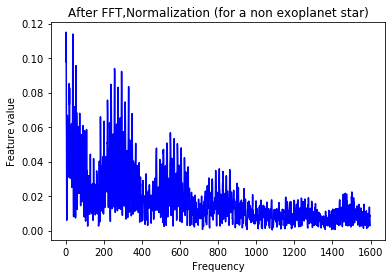 After FFT,Normalization (for a non exoplanet star)
0.12
0.10
0.08
0.06
0.04
0.02
0.00
Feature value
0 200 400 600 800 1000 1200 1400 1600
Frequency